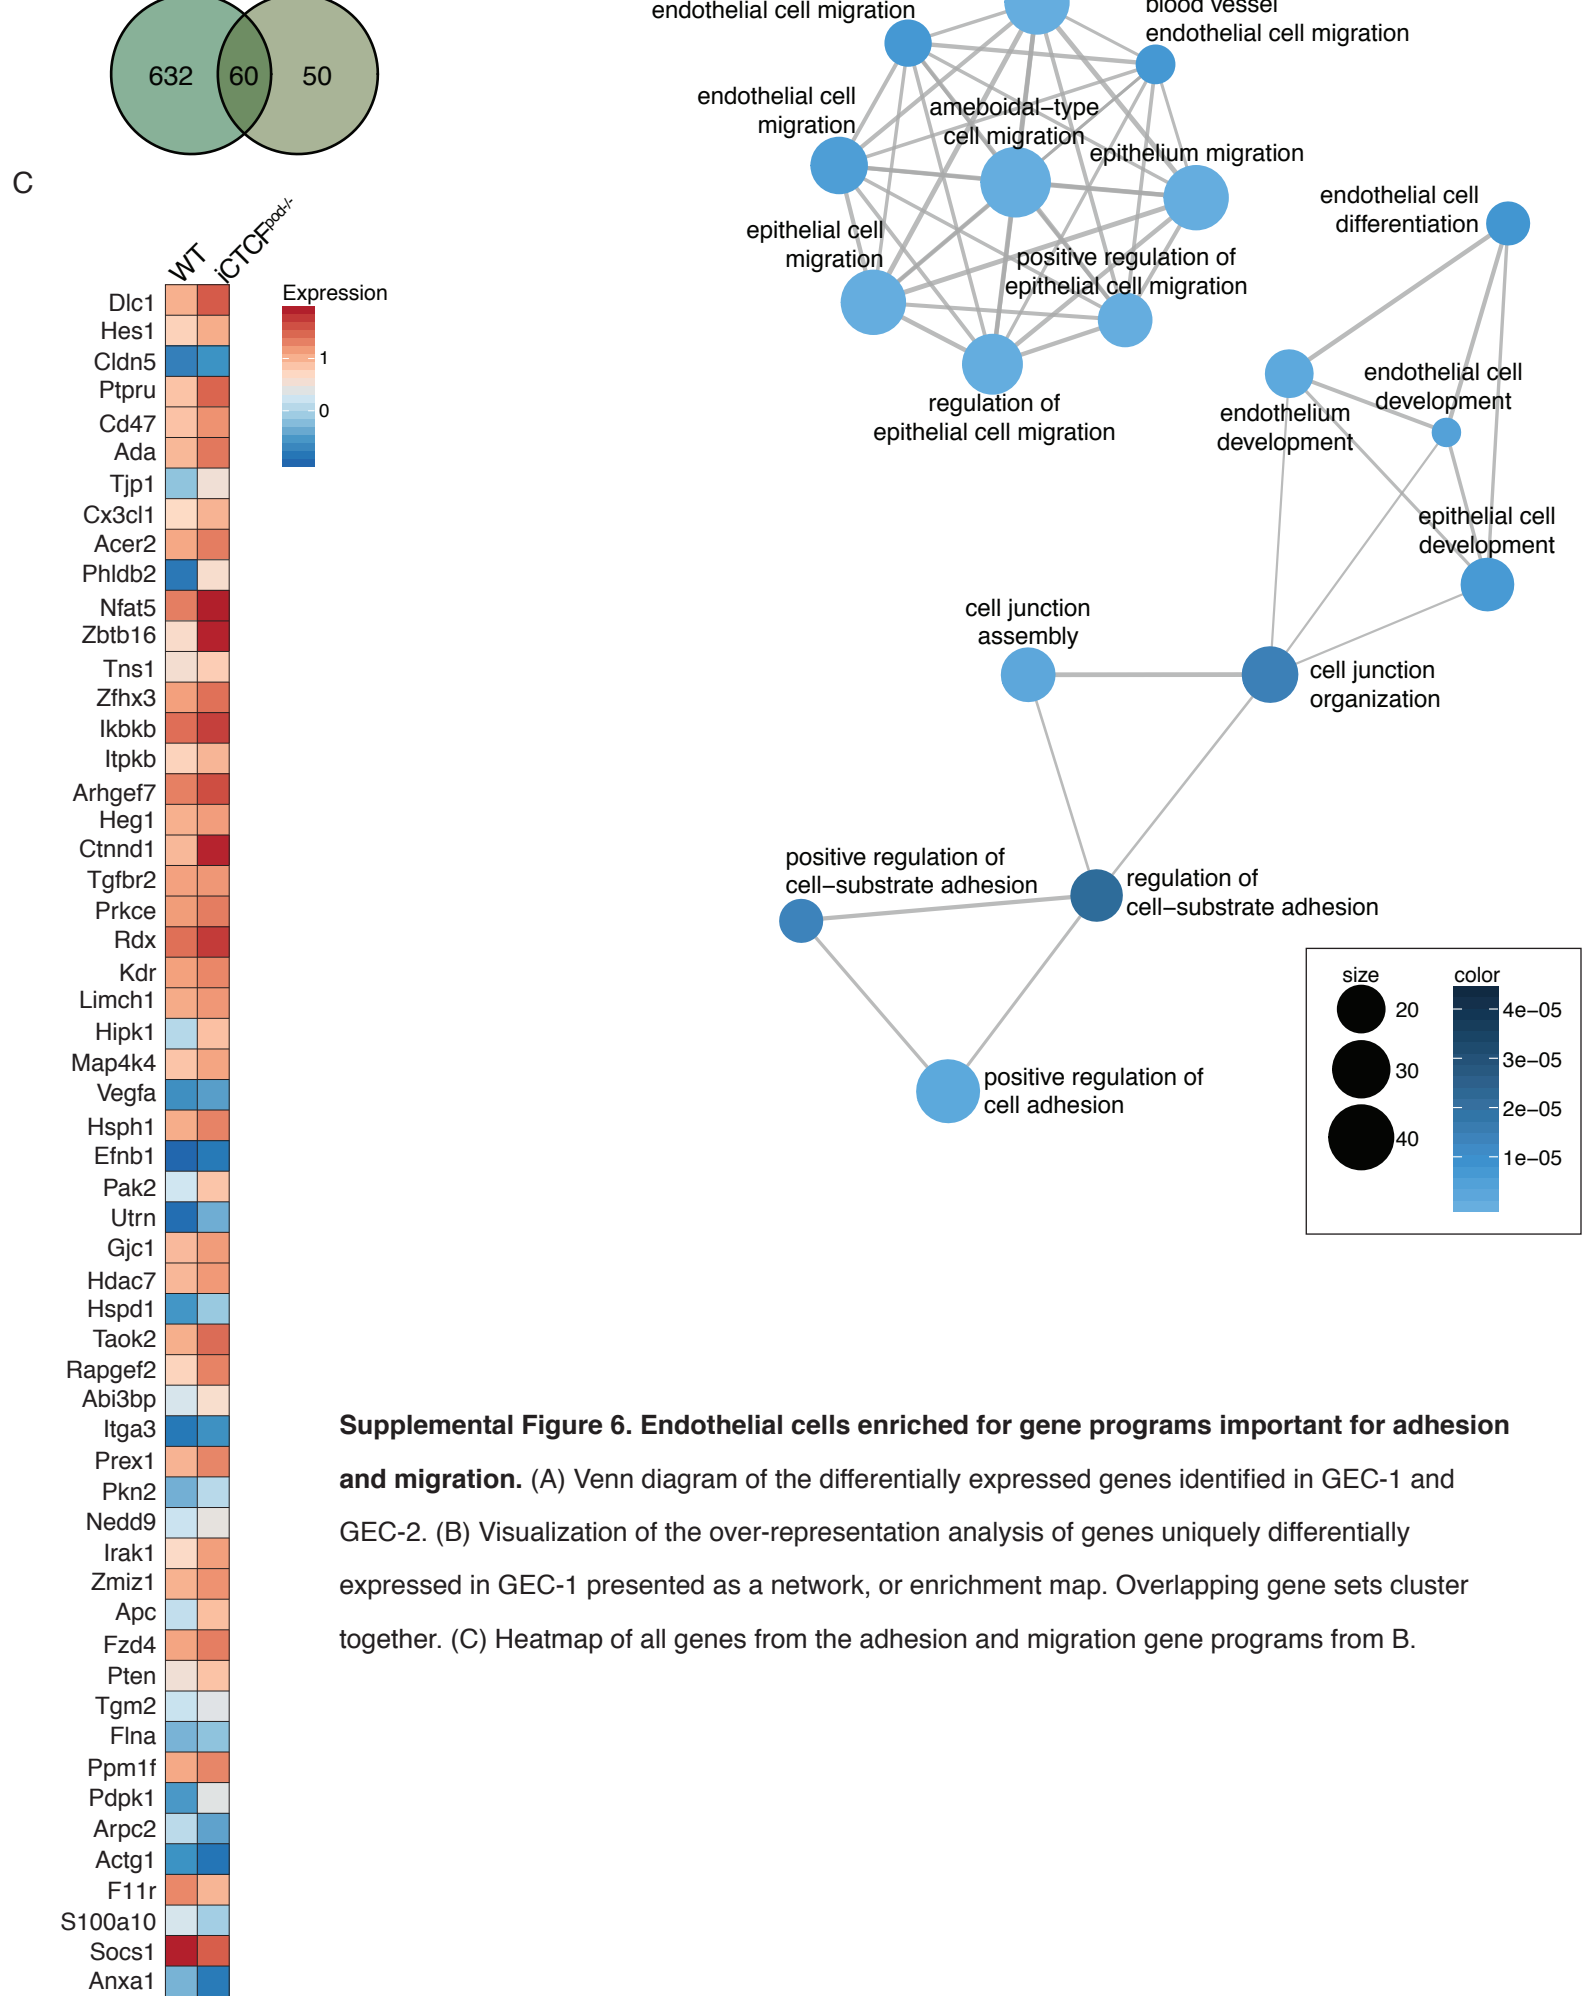 632
60
50
endothelial cell migration
blood vessel
endothelial cell migration
endothelial cell
migration
ameboidal−type
cell migration
epithelium migration
epithelial cell
migration
positive regulation of
epithelial cell migration
regulation of
epithelial cell migration
endothelial cell
differentiation
endothelial cell
development
endothelium
development
epithelial cell
development
cell junction
assembly
cell junction
organization
positive regulation of
cell−substrate adhesion
regulation of
cell−substrate adhesion
positive regulation of
cell adhesion
size
20
30
40
color
4e−05
3e−05
2e−05
1e−05
C
WT
iCTCFpod-/-
Expression
1
0
Dlc1
Hes1
Cldn5
Ptpru
Cd47
Ada
Tjp1
Cx3cl1
Acer2
Phldb2
Nfat5
Zbtb16
Tns1
Zfhx3
Ikbkb
Itpkb
Arhgef7
Heg1
Ctnnd1
Tgfbr2
Prkce
Rdx
Kdr
Limch1
Hipk1
Map4k4
Vegfa
Hsph1
Efnb1
Pak2
Utrn
Gjc1
Hdac7
Hspd1
Taok2
Rapgef2
Abi3bp
Itga3
Prex1
Pkn2
Nedd9
Irak1
Zmiz1
Apc
Fzd4
Pten
Tgm2
Flna
Ppm1f
Pdpk1
Arpc2
Actg1
F11r
S100a10
Socs1
Anxa1
Supplemental Figure 6. Endothelial cells enriched for gene programs important for adhesion
and migration. (A) Venn diagram of the differentially expressed genes identified in GEC-1 and
GEC-2. (B) Visualization of the over-representation analysis of genes uniquely differentially
expressed in GEC-1 presented as a network, or enrichment map. Overlapping gene sets cluster
together. (C) Heatmap of all genes from the adhesion and migration gene programs from B.